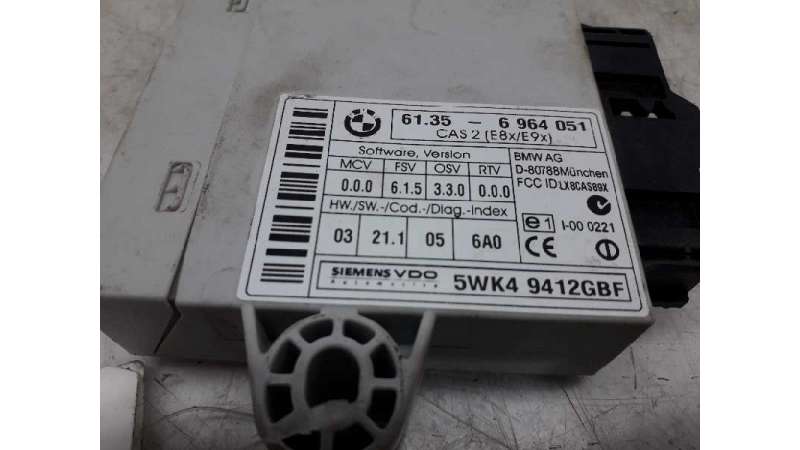 61.35 - 6 964 051
CAS 2 (E8x/E9x)
Software, Version
MCV FSV OSV RTV
0.0.0 6.1.5 3.3.0 0.0.0
HW./SW.-/Cod.-/Diag.-Index
03 21.1 05 6A0
BMW AG
D-80788München
FCC ID LX8CAS89X
e1 I-00 0221
CE
SIEMENS VDO
Automotive
5WK4 9412GBF